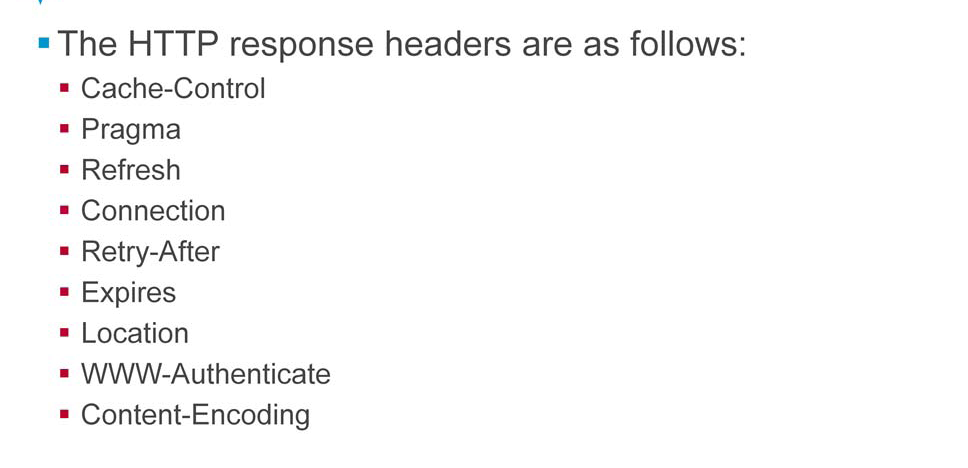 The HTTP response headers are as follows:
Cache-Control
Pragma
Refresh
Connection
Retry-After
Expires
Location
WWW-Authenticate
Content-Encoding